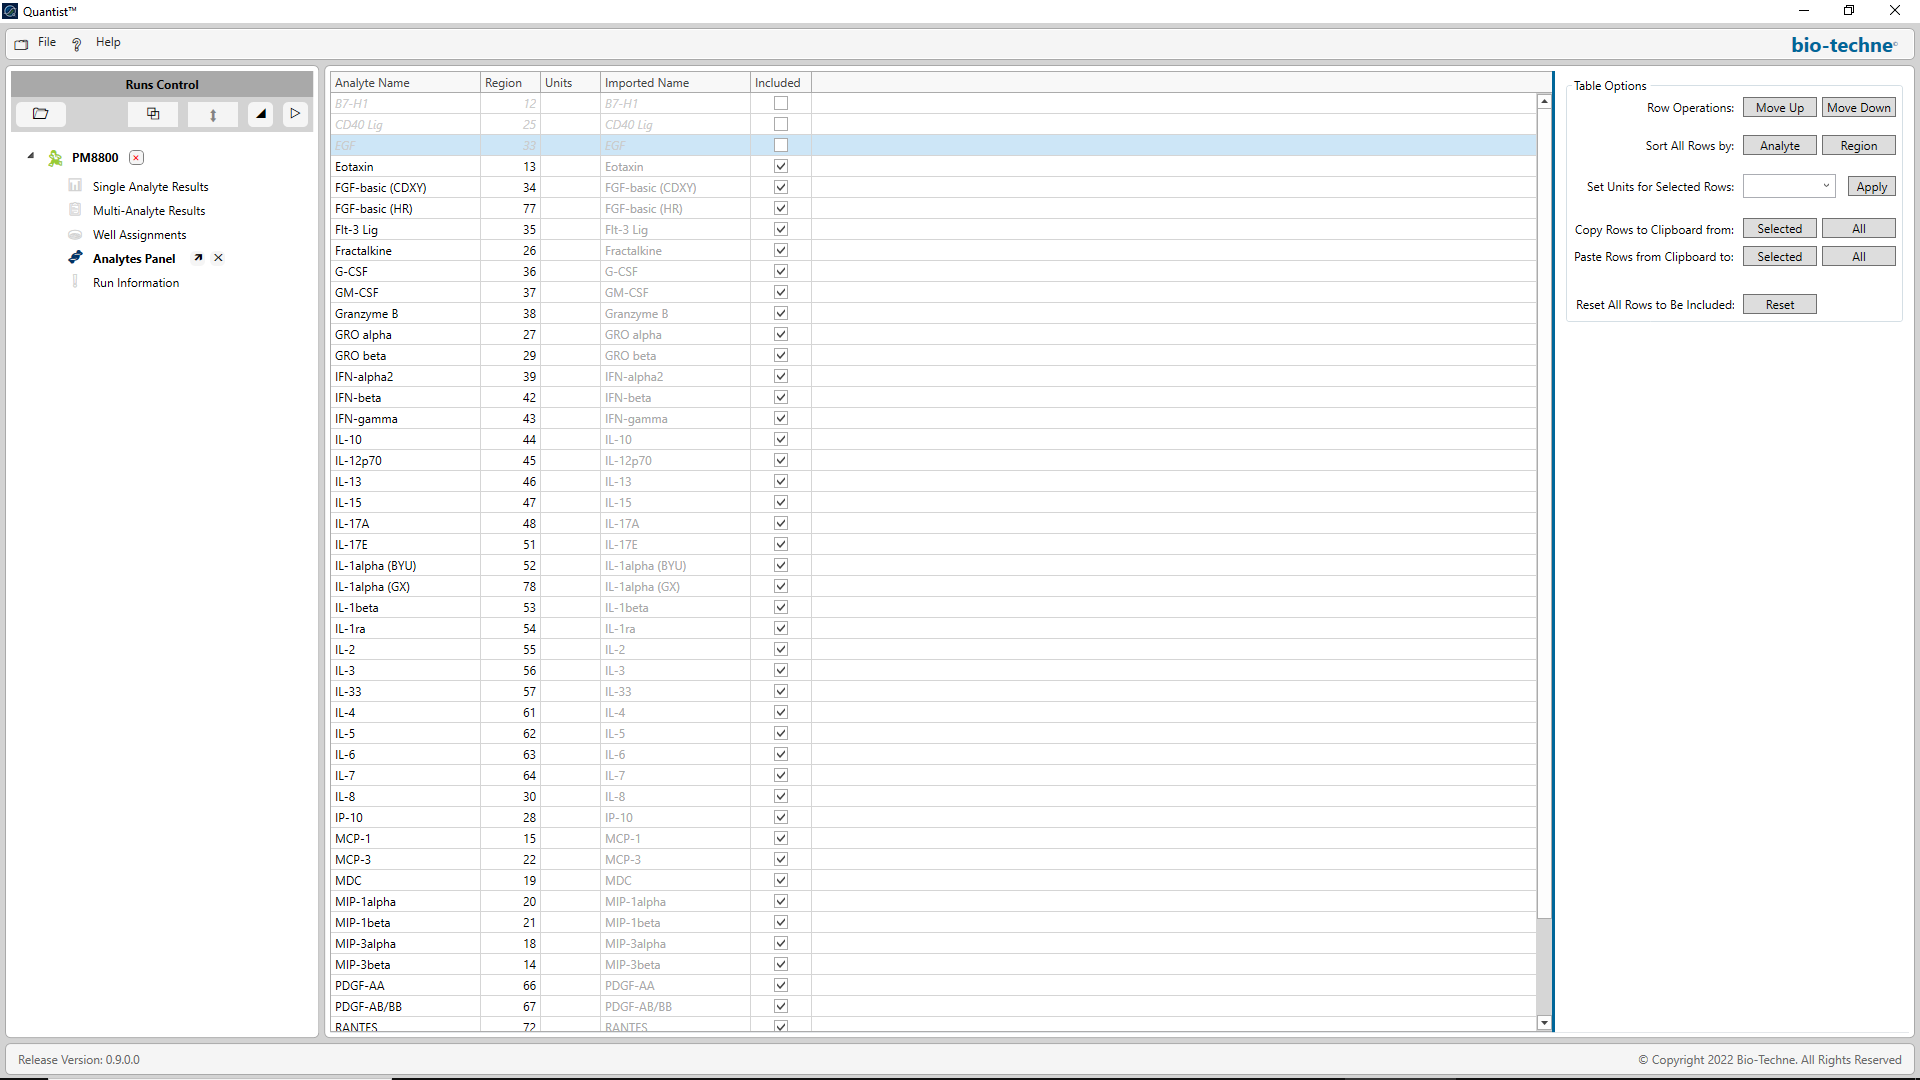 Quantist™
File Help
bio-techne
Runs Control
PM8800
Single Analyte Results
Multi-Analyte Results
Well Assignments
Analytes Panel
Run Information
Analyte Name Region Units Imported Name Included
B7-H1 12 B7-H1
CD40 Lig 25 CD40 Lig
EGF 33 EGF
Eotaxin 13 Eotaxin
FGF-basic (CDXY) 34 FGF-basic (CDXY)
FGF-basic (HR) 77 FGF-basic (HR)
Flt-3 Lig 35 Flt-3 Lig
Fractalkine 26 Fractalkine
G-CSF 36 G-CSF
GM-CSF 37 GM-CSF
Granzyme B 38 Granzyme B
GRO alpha 27 GRO alpha
GRO beta 29 GRO beta
IFN-alpha2 39 IFN-alpha2
IFN-beta 42 IFN-beta
IFN-gamma 43 IFN-gamma
IL-10 44 IL-10
IL-12p70 45 IL-12p70
IL-13 46 IL-13
IL-15 47 IL-15
IL-17A 48 IL-17A
IL-17E 51 IL-17E
IL-1alpha (BYU) 52 IL-1alpha (BYU)
IL-1alpha (GX) 78 IL-1alpha (GX)
IL-1beta 53 IL-1beta
IL-1ra 54 IL-1ra
IL-2 55 IL-2
IL-3 56 IL-3
IL-33 57 IL-33
IL-4 61 IL-4
IL-5 62 IL-5
IL-6 63 IL-6
IL-7 64 IL-7
IL-8 30 IL-8
IP-10 28 IP-10
MCP-1 15 MCP-1
MCP-3 22 MCP-3
MDC 19 MDC
MIP-1alpha 20 MIP-1alpha
MIP-1beta 21 MIP-1beta
MIP-3alpha 18 MIP-3alpha
MIP-3beta 14 MIP-3beta
PDGF-AA 66 PDGF-AA
PDGF-AB/BB 67 PDGF-AB/BB
RANTES 72 RANTES
Table Options
Row Operations: Move Up Move Down
Sort All Rows by: Analyte Region
Set Units for Selected Rows: Apply
Copy Rows to Clipboard from: Selected All
Paste Rows from Clipboard to: Selected All
Reset All Rows to Be Included: Reset
Release Version: 0.9.0.0
© Copyright 2022 Bio-Techne. All Rights Reserved